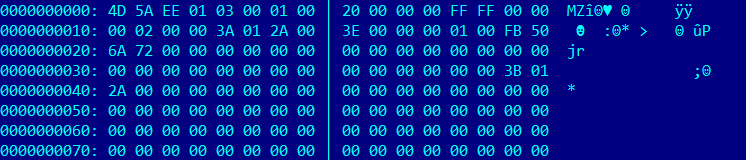 0000000000: 4D 5A EE 01 03 00 01 00 │ 20 00 00 00 FF FF 00 00  MZî☺♥ ☺     ÿÿ
0000000010: 00 02 00 00 3A 01 2A 00 │ 3E 00 00 00 01 00 FB 50   ☻  :☺* >   ☺ ûP
0000000020: 6A 72 00 00 00 00 00 00 │ 00 00 00 00 00 00 00 00  jr
0000000030: 00 00 00 00 00 00 00 00 │ 00 00 00 00 00 00 3B 01                ;☺
0000000040: 2A 00 00 00 00 00 00 00 │ 00 00 00 00 00 00 00 00  *
0000000050: 00 00 00 00 00 00 00 00 │ 00 00 00 00 00 00 00 00
0000000060: 00 00 00 00 00 00 00 00 │ 00 00 00 00 00 00 00 00
0000000070: 00 00 00 00 00 00 00 00 │ 00 00 00 00 00 00 00 00